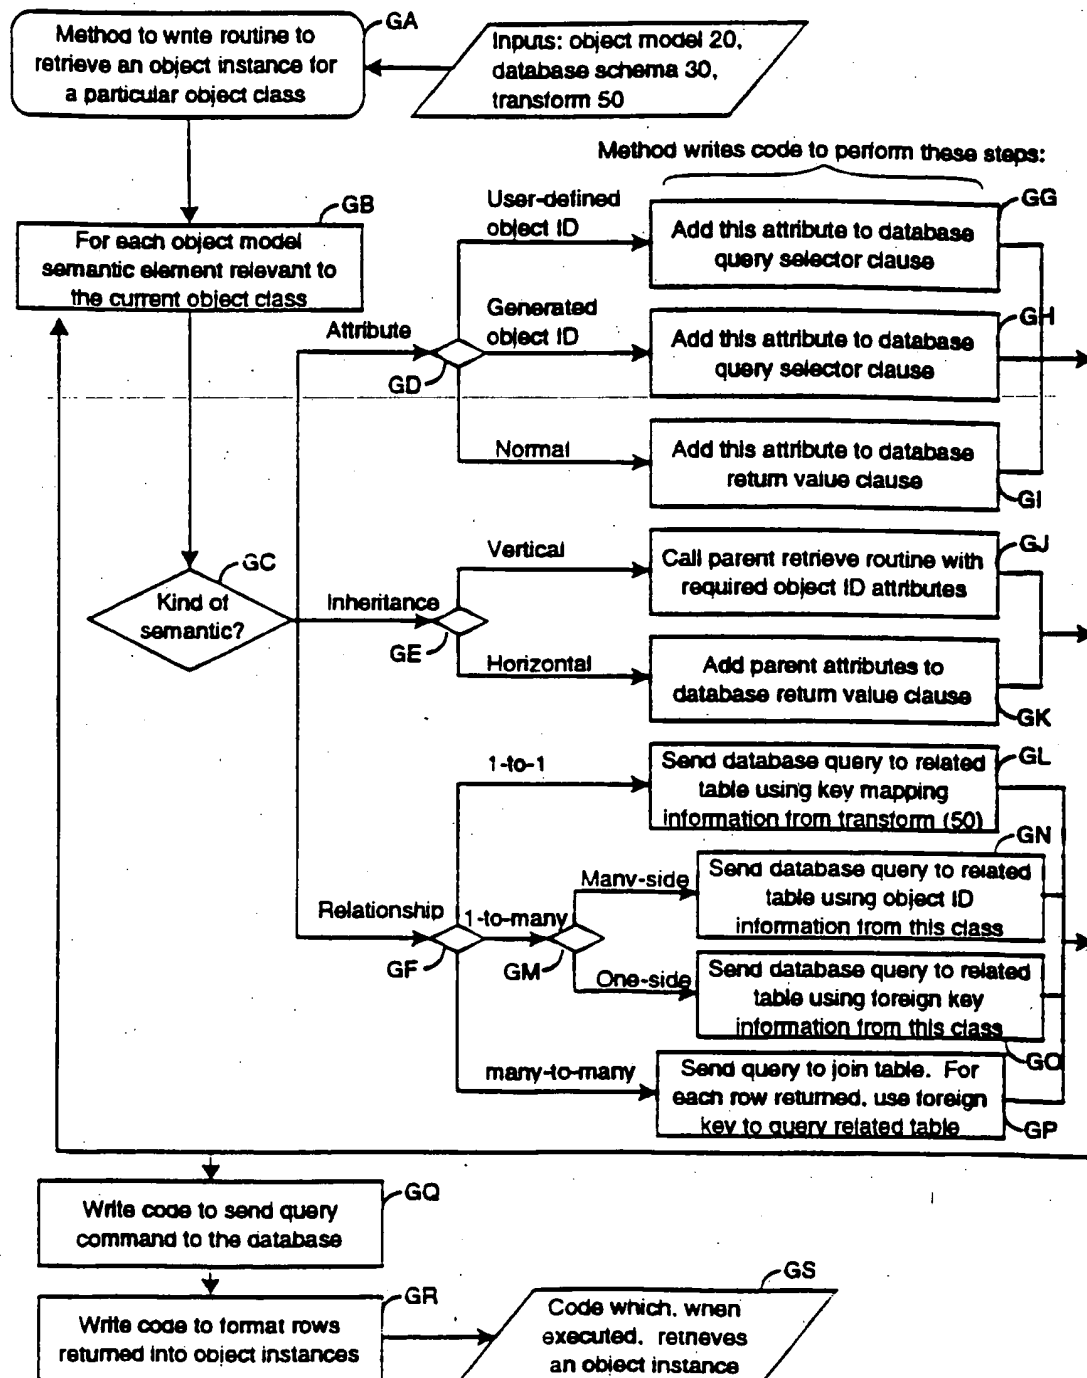 GA
Method to write routine to
retrieve an object instance for
a particular object class
Inputs: object model 20,
database schema 30,
transform 50
Method writes code to perform these steps:
GB
For each object model
semantic element relevant to
the current object class
User-defined
object ID
GG
Add this attribute to database
query selector clause
Attribute
GD
Generated
object ID
GH
Add this attribute to database
query selector clause
Normal
Add this attribute to database
return value clause
GI
GC
Kind of
semantic?
Inheritance
GE
Vertical
GJ
Call parent retrieve routine with
required object ID attributes
Horizontal
Add parent attributes to
database return value clause
GK
1-to-1
GL
Send database query to related
table using key mapping
information from transform (50)
GN
Relationship
GF
1-to-many
GM
Many-side
Send database query to related
table using object ID
information from this class
One-side
Send database query to related
table using foreign key
information from this class
GO
many-to-many
Send query to join table. For
each row returned, use foreign
key to query related table
GP
GQ
Write code to send query
command to the database
GR
Write code to format rows
returned into object instances
GS
Code which, when
executed, retrieves
an object instance